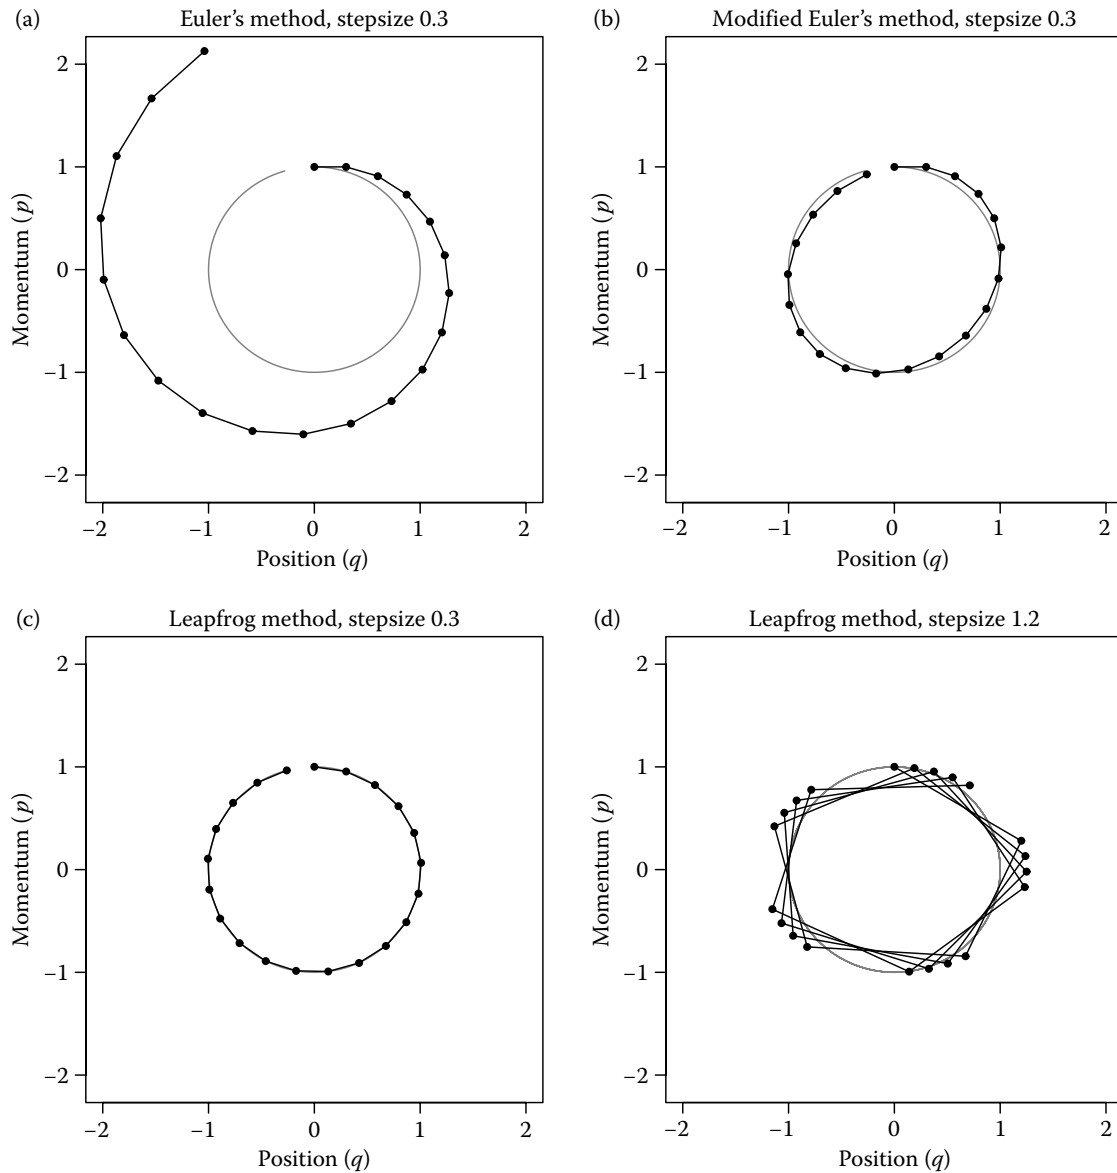 (a) Euler’s method, stepsize 0.3
2
1
0
−1
−2
Momentum (p)
−2 −1 0 1 2
Position (q)
(b) Modified Euler’s method, stepsize 0.3
2
1
0
−1
−2
Momentum (p)
−2 −1 0 1 2
Position (q)
(c) Leapfrog method, stepsize 0.3
2
1
0
−1
−2
Momentum (p)
−2 −1 0 1 2
Position (q)
(d) Leapfrog method, stepsize 1.2
2
1
0
−1
−2
Momentum (p)
−2 −1 0 1 2
Position (q)